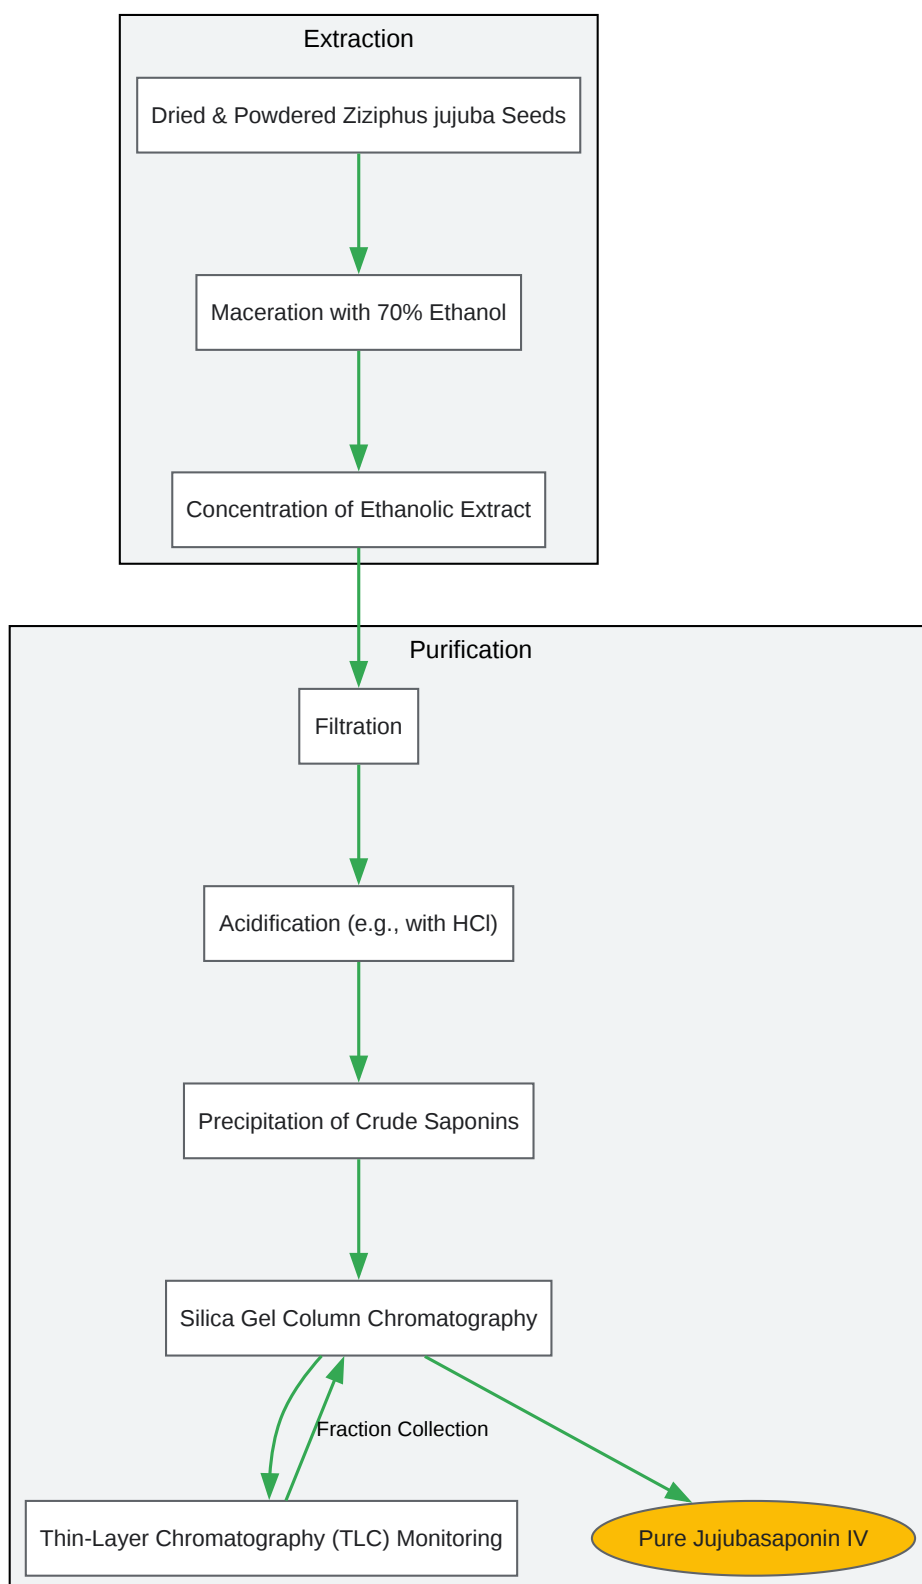 Extraction
Dried & Powdered Ziziphus jujuba Seeds
Maceration with 70% Ethanol
Concentration of Ethanolic Extract
Purification
Filtration
Acidification (e.g., with HCl)
Precipitation of Crude Saponins
Silica Gel Column Chromatography
Fraction Collection
Thin-Layer Chromatography (TLC) Monitoring
Pure Jujubasaponin IV